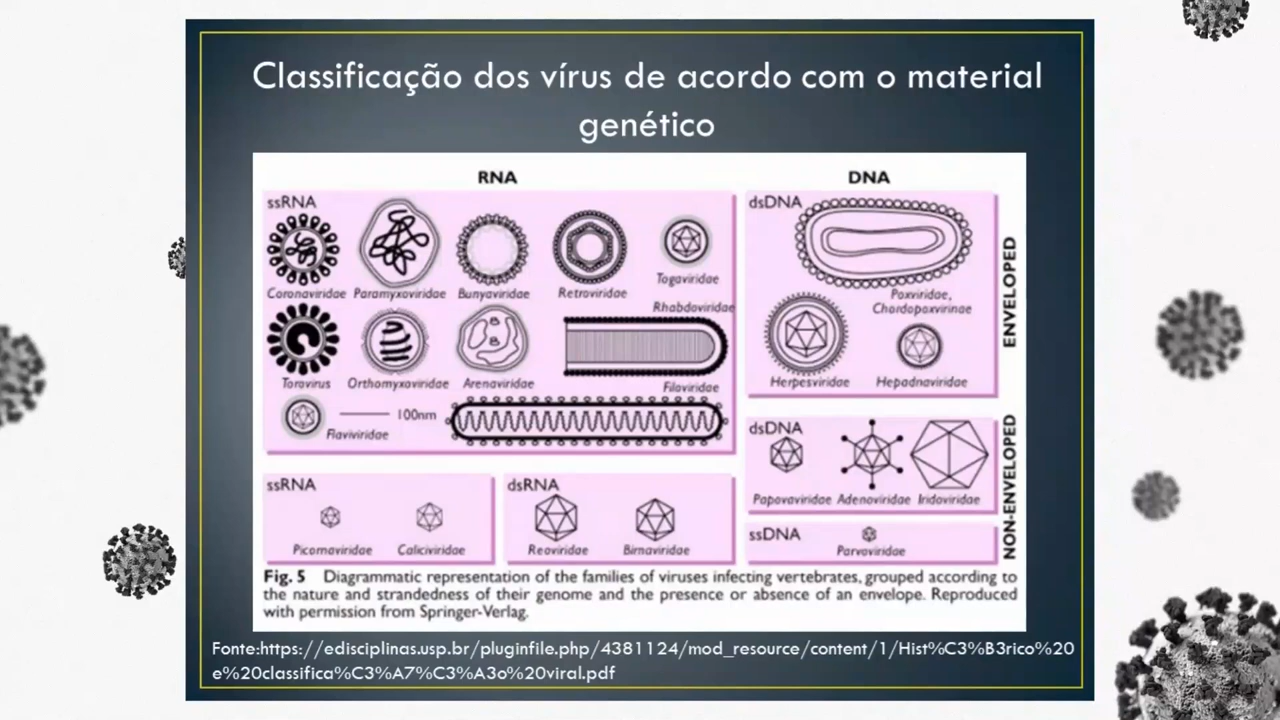 Classificação dos vírus de acordo com o material
genético
RNA
DNA
ssRNA
Coronaviridae Paramyxoviridae Bunyaviridae Retroviridae Togaviridae
Rhabdoviridae
Torovirus Orthomyxoviridae Arenaviridae Filoviridae
100nm
Flaviviridae
dsDNA
Poxviridae,
Chordopoxvirinae
Herpesviridae Hepadnaviridae
ENVELOPED
ssRNA
Picornaviridae Caliciviridae
dsRNA
Reoviridae Birnaviridae
dsDNA
Papovaviridae Adenoviridae Iridoviridae
ssDNA
Parvoviridae
NON-ENVELOPED
Fig. 5 Diagrammatic representation of the families of viruses infecting vertebrates, grouped according to
the nature and strandedness of their genome and the presence or absence of an envelope. Reproduced
with permission from Springer-Verlag.
Fonte:https://edisciplinas.usp.br/pluginfile.php/4381124/mod_resource/content/1/Hist%C3%B3rico%20
e%20classifica%C3%A7%C3%A3o%20viral.pdf